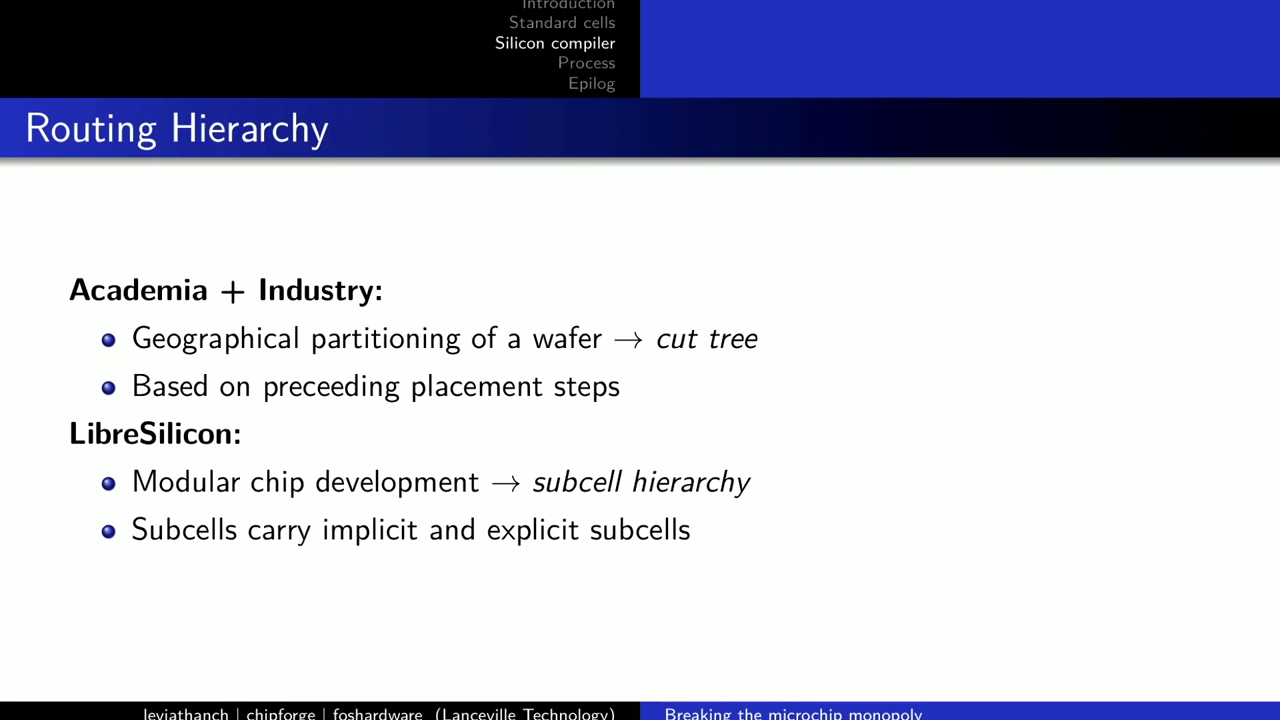 Introduction
Standard cells
Silicon compiler
Process
Epilog
Routing Hierarchy
Academia + Industry:
Geographical partitioning of a wafer → cut tree
Based on preceeding placement steps
LibreSilicon:
Modular chip development → subcell hierarchy
Subcells carry implicit and explicit subcells
leviathanch | chipforge | foshardware (Lanceville Technology)
Breaking the microchip monopoly